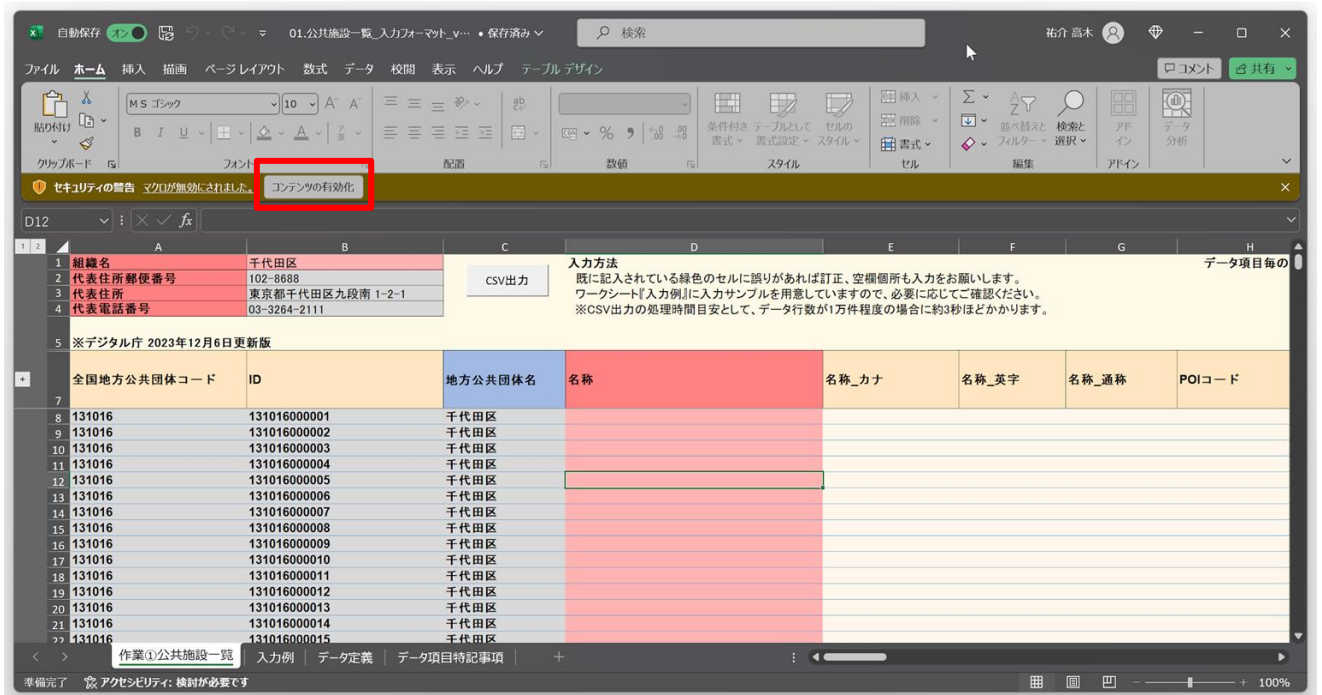 自動保存 オン 01.公共施設一覧_入力フォーマット_v… • 保存済み 検索 祐介 高木
ファイル ホーム 挿入 描画 ページ レイアウト 数式 データ 校閲 表示 ヘルプ テーブル デザイン コメント 共有
貼り付け MS ゴシック 10 A^ Aˇ ab 条件付き書式 テーブルとして書式設定 セルのスタイル 挿入 削除 書式 並べ替えとフィルター 検索と選択 アドイン データ分析
B I U A
クリップボード フォント 配置 数値 スタイル セル 編集 アドイン
セキュリティの警告 マクロが無効にされました。 コンテンツの有効化
D12 fx
1 2 A B C D E F G H
1 組織名 千代田区 入力方法 データ項目毎の
2 代表住所郵便番号 102-8688 CSV出力 既に記入されている緑色のセルに誤りがあれば訂正、空欄個所も入力をお願いします。
3 代表住所 東京都千代田区九段南 1-2-1 ワークシート『入力例』に入力サンプルを用意していますので、必要に応じてご確認ください。
4 代表電話番号 03-3264-2111 ※CSV出力の処理時間目安として、データ行数が1万件程度の場合に約3秒ほどかかります。
5 ※デジタル庁 2023年12月6日更新版
7 全国地方公共団体コード ID 地方公共団体名 名称 名称_カナ 名称_英字 名称_通称 POIコード
8 131016 131016000001 千代田区
9 131016 131016000002 千代田区
10 131016 131016000003 千代田区
11 131016 131016000004 千代田区
12 131016 131016000005 千代田区
13 131016 131016000006 千代田区
14 131016 131016000007 千代田区
15 131016 131016000008 千代田区
16 131016 131016000009 千代田区
17 131016 131016000010 千代田区
18 131016 131016000011 千代田区
19 131016 131016000012 千代田区
20 131016 131016000013 千代田区
21 131016 131016000014 千代田区
22 131016 131016000015 千代田区
作業①公共施設一覧 入力例 データ定義 データ項目特記事項
準備完了 アクセシビリティ: 検討が必要です 100%